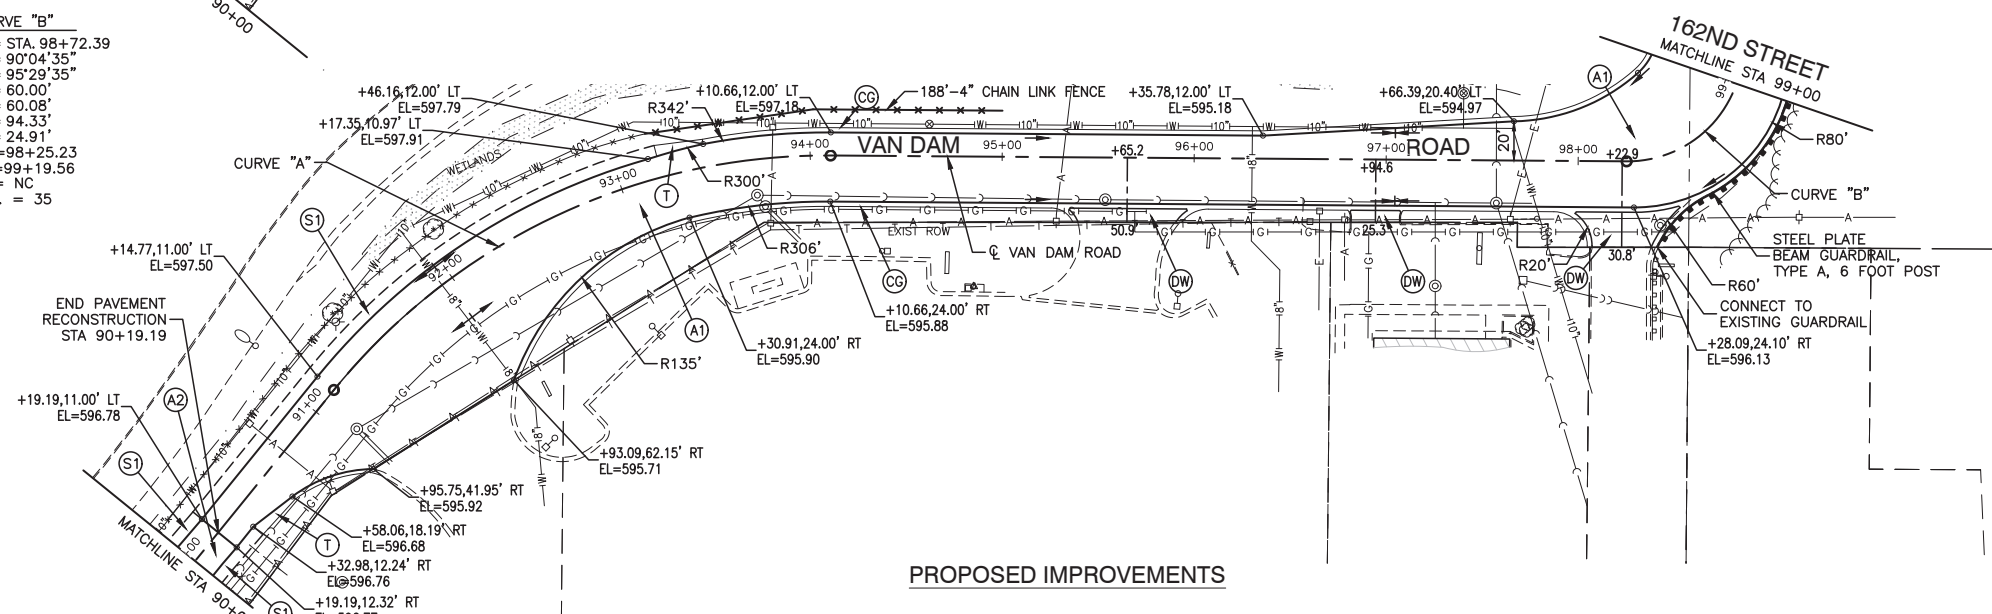 90+00
RVE "B"
= STA. 98+72.39
= 90°04'35"
= 95°29'35"
= 60.00'
= 60.08'
= 94.33'
= 24.91'
=98+25.23
=99+19.56
= NC
. = 35
162ND STREET
MATCHLINE STA 99+00
99-
A1
+46.16,12.00' LT
EL=597.79
+17.35,10.97' LT
EL=597.91
R342'
+10.66,12.00' LT
EL=597.18
CG
188'-4" CHAIN LINK FENCE
+35.78,12.00' LT
EL=595.18
+66.39,20.40' LT
EL=594.97
20'
R80'
CURVE "B"
CURVE "A"
WETLANDS
93+00
T
R300'
94+00
VAN DAM
95+00
+65.2
96+00
97+00
ROAD
+94.6
98+00
+22.9
S1
+14.77,11.00' LT
EL=597.50
92+00
R306'
EXIST ROW
℄ VAN DAM ROAD
50.9'
25.3'
30.8'
CG
DW
DW
DW
R20'
STEEL PLATE
BEAM GUARDRAIL,
TYPE A, 6 FOOT POST
R60'
CONNECT TO
EXISTING GUARDRAIL
+28.09,24.10' RT
EL=596.13
END PAVEMENT
RECONSTRUCTION
STA 90+19.19
A1
+10.66,24.00' RT
EL=595.88
+30.91,24.00' RT
EL=595.90
R135'
91+00
+19.19,11.00' LT
EL=596.78
A2
S1
+93.09,62.15' RT
EL=595.71
+95.75,41.95' RT
EL=595.92
+58.06,18.19' RT
EL=596.68
T
+32.98,12.24' RT
EL=596.76
+19.19,12.32' RT
S1
MATCHLINE STA 90+
PROPOSED IMPROVEMENTS